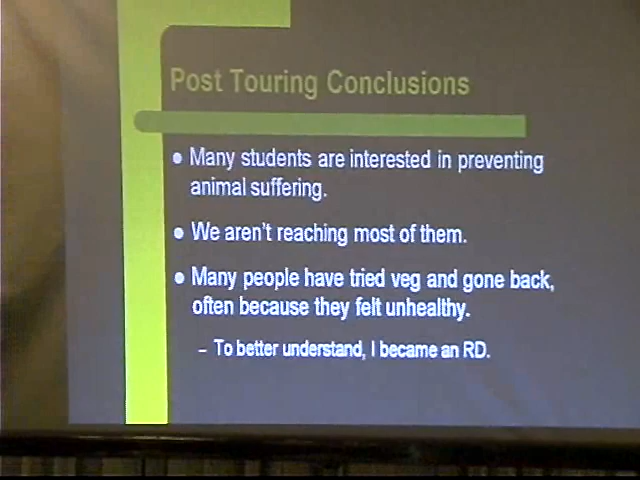 Post Touring Conclusions
● Many students are interested in preventing
animal suffering.
● We aren't reaching most of them.
● Many people have tried veg and gone back,
often because they felt unhealthy.
– To better understand, I became an RD.